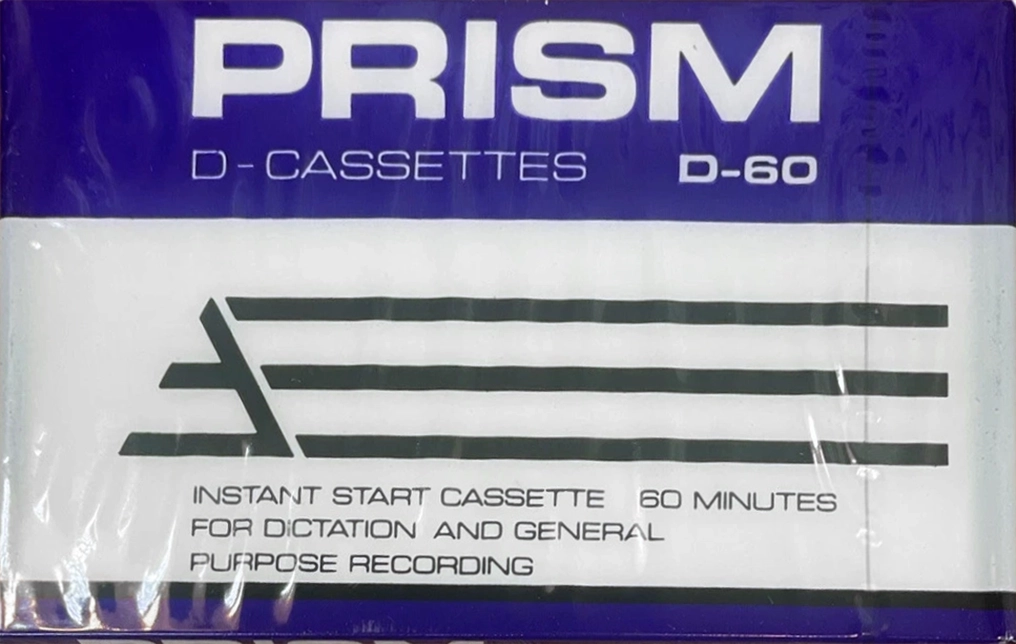 PRISM
D-CASSETTES D-60
INSTANT START CASSETTE 60 MINUTES
FOR DICTATION AND GENERAL
PURPOSE RECORDING